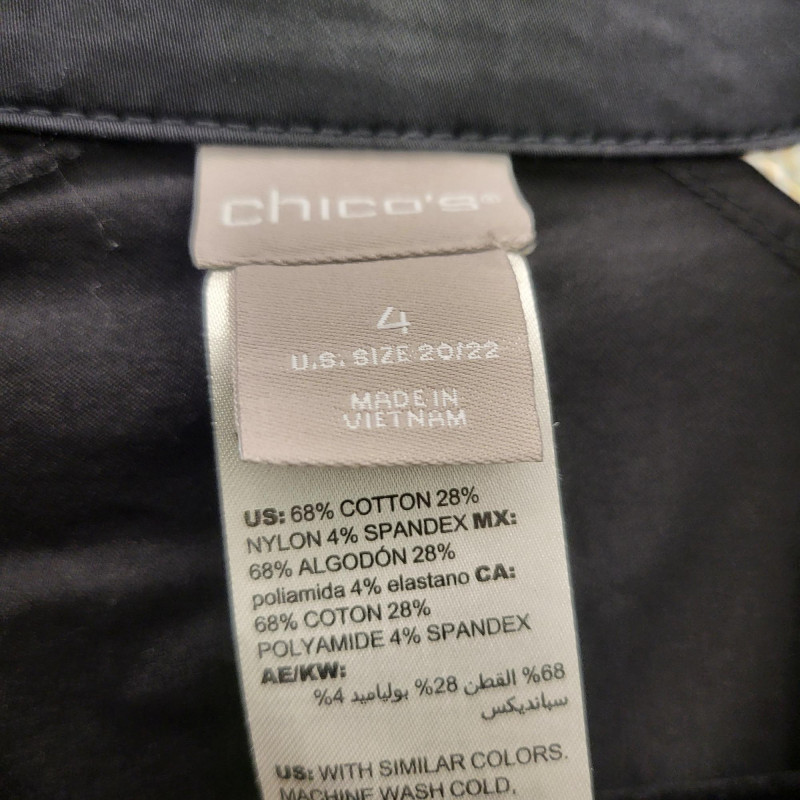 chico's®
4
U.S. SIZE 20/22
MADE IN
VIETNAM
US: 68% COTTON 28%
NYLON 4% SPANDEX MX:
68% ALGODÓN 28%
poliamida 4% elastano CA:
68% COTON 28%
POLYAMIDE 4% SPANDEX
AE/KW:
68% القطن 28% بولياميد 4%
سبانديكس
US: WITH SIMILAR COLORS.
MACHINE WASH COLD,